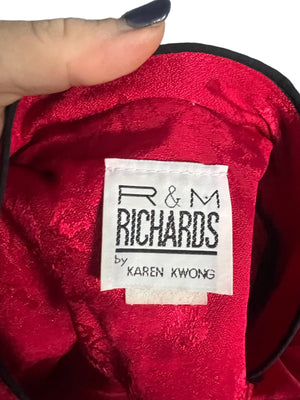 R & M
RICHARDS
by
KAREN KWONG